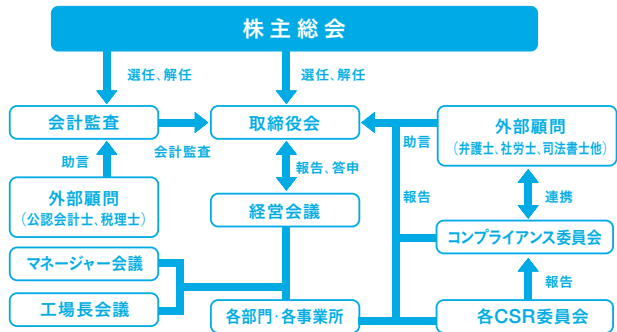 株主総会
選任、解任
選任、解任
会計監査
会計監査
取締役会
助言
外部顧問
(弁護士、社労士、司法書士他)
助言
外部顧問
(公認会計士、税理士)
報告、答申
経営会議
報告
連携
コンプライアンス委員会
マネージャー会議
工場長会議
各部門・各事業所
報告
各CSR委員会